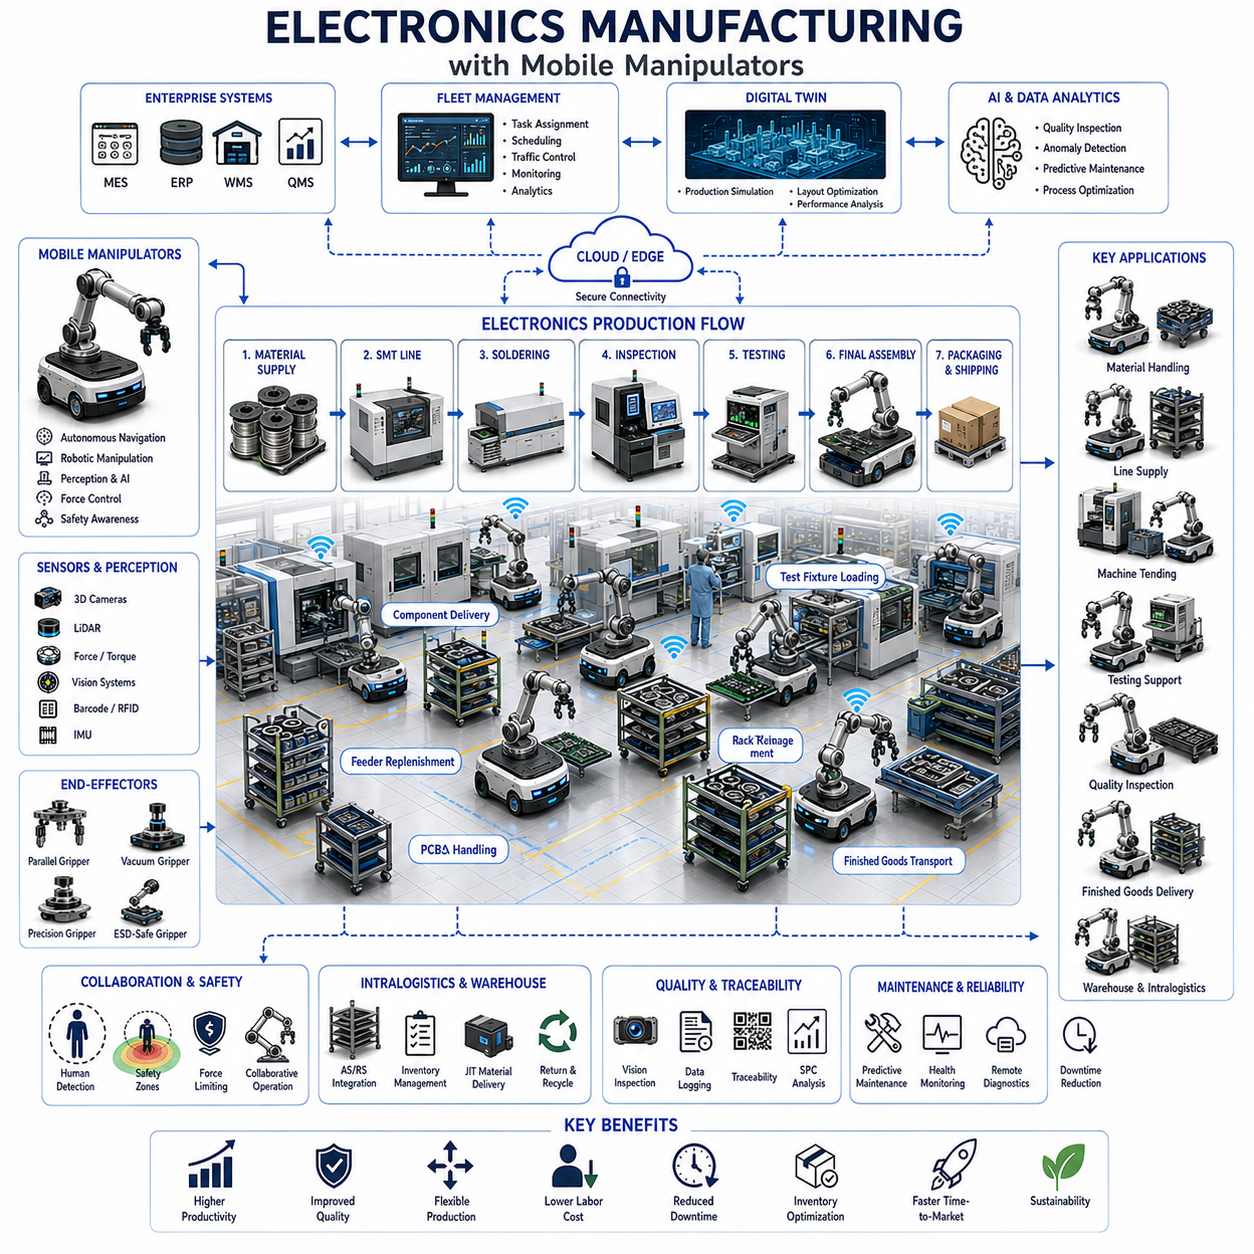 ELECTRONICS MANUFACTURING
with Mobile Manipulators
ENTERPRISE SYSTEMS
MES
ERP
WMS
QMS
FLEET MANAGEMENT
• Task Assignment
• Scheduling
• Traffic Control
• Monitoring
• Analytics
DIGITAL TWIN
• Production Simulation
• Layout Optimization
• Performance Analysis
AI & DATA ANALYTICS
• Quality Inspection
• Anomaly Detection
• Predictive Maintenance
• Process Optimization
CLOUD / EDGE
Secure Connectivity
MOBILE MANIPULATORS
Autonomous Navigation
Robotic Manipulation
Perception & AI
Force Control
Safety Awareness
SENSORS & PERCEPTION
3D Cameras
LiDAR
Force / Torque
Vision Systems
Barcode / RFID
IMU
END-EFFECTORS
Parallel Gripper
Vacuum Gripper
Precision Gripper
ESD-Safe Gripper
ELECTRONICS PRODUCTION FLOW
1. MATERIAL
SUPPLY
2. SMT LINE
3. SOLDERING
4. INSPECTION
5. TESTING
6. FINAL ASSEMBLY
7. PACKAGING
& SHIPPING
Test Fixture Loading
Component Delivery
Feeder Replenishment
Rack
ment
PCBA Handling
Finished Goods Transport
KEY APPLICATIONS
Material Handling
Line Supply
Machine Tending
Testing Support
Quality Inspection
Finished Goods Delivery
Warehouse & Intralogistics
COLLABORATION & SAFETY
Human
Detection
Safety
Zones
Force
Limiting
Collaborative
Operation
INTRALOGISTICS & WAREHOUSE
AS/RS
Integration
Inventory
Management
JIT Material
Delivery
Return &
Recycle
QUALITY & TRACEABILITY
Vision
Inspection
Data
Logging
Traceability
SPC
Analysis
MAINTENANCE & RELIABILITY
Predictive
Maintenance
Health
Monitoring
Remote
Diagnostics
Downtime
Reduction
KEY BENEFITS
Higher
Productivity
Improved
Quality
Flexible
Production
Lower Labor
Cost
Reduced
Downtime
Inventory
Optimization
Faster Time-
to-Market
Sustainability